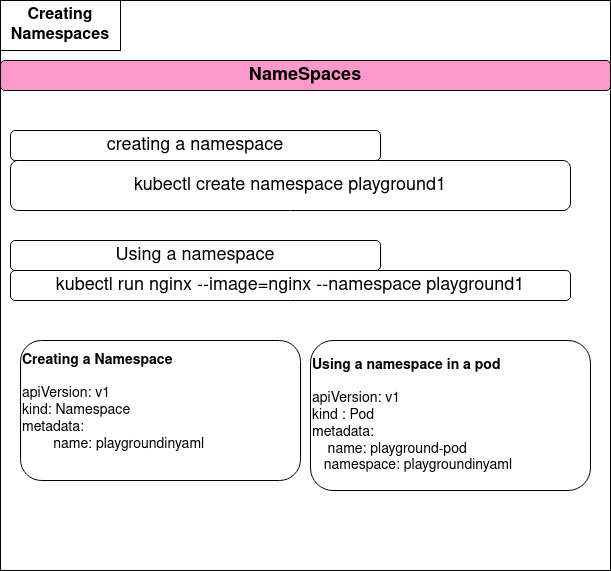 Creating
Namespaces
NameSpaces
creating a namespace
kubectl create namespace playground1
Using a namespace
kubectl run nginx --image=nginx --namespace playground1
Creating a Namespace
apiVersion: v1
kind: Namespace
metadata:
name: playgroundinyaml
Using a namespace in a pod
apiVersion: v1
kind : Pod
metadata:
name: playground-pod
namespace: playgroundinyaml